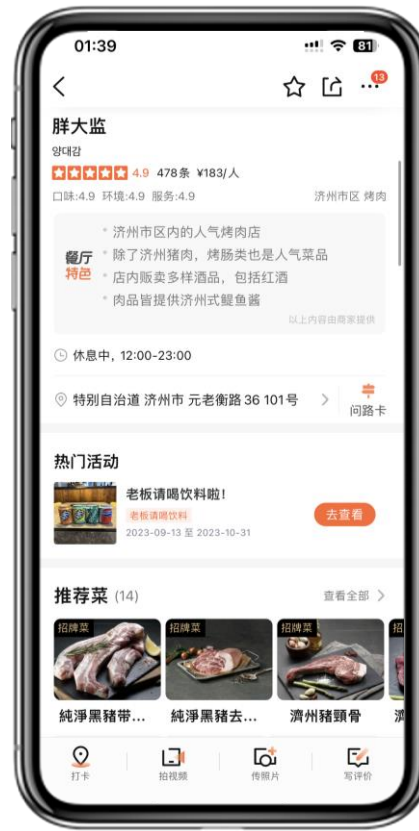 01:39
81
13
胖大监
양대감
4.9 478条 ¥183/人
口味:4.9 环境:4.9 服务:4.9 济州市区 烤肉
餐厅特色
济州市区内的人气烤肉店
除了济州猪肉，烤肠类也是人气菜品
店内贩卖多样酒品，包括红酒
肉品皆提供济州式鳀鱼酱
以上内容由商家提供
休息中，12:00-23:00
特别自治道 济州市 元老衡路 36 101号
问路卡
热门活动
老板请喝饮料啦！
老板请喝饮料
去查看
2023-09-13 至 2023-10-31
推荐菜 (14) 查看全部
招牌菜 招牌菜 招牌菜 招
純淨黑豬带... 純淨黑豬去... 濟州豬頸骨
打卡 拍视频 传照片 写评价